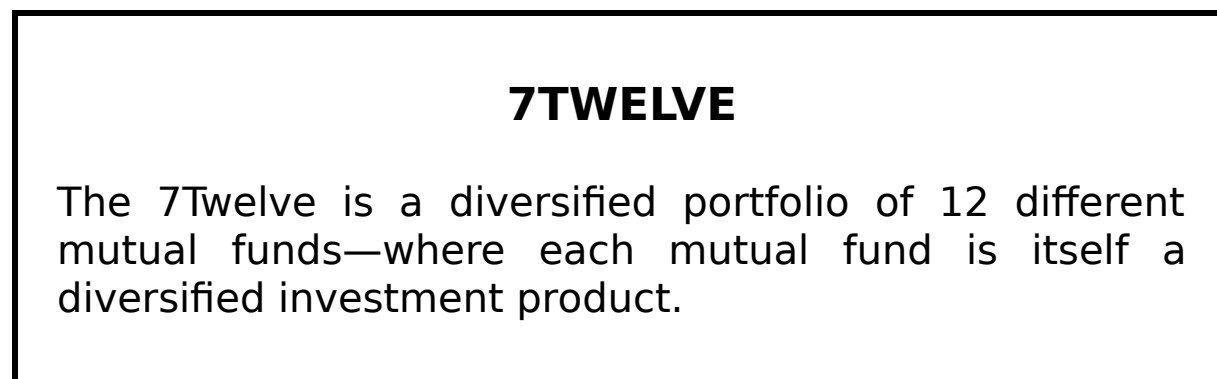 7TWELVE
The 7Twelve is a diversified portfolio of 12 different
mutual funds—where each mutual fund is itself a
diversified investment product.